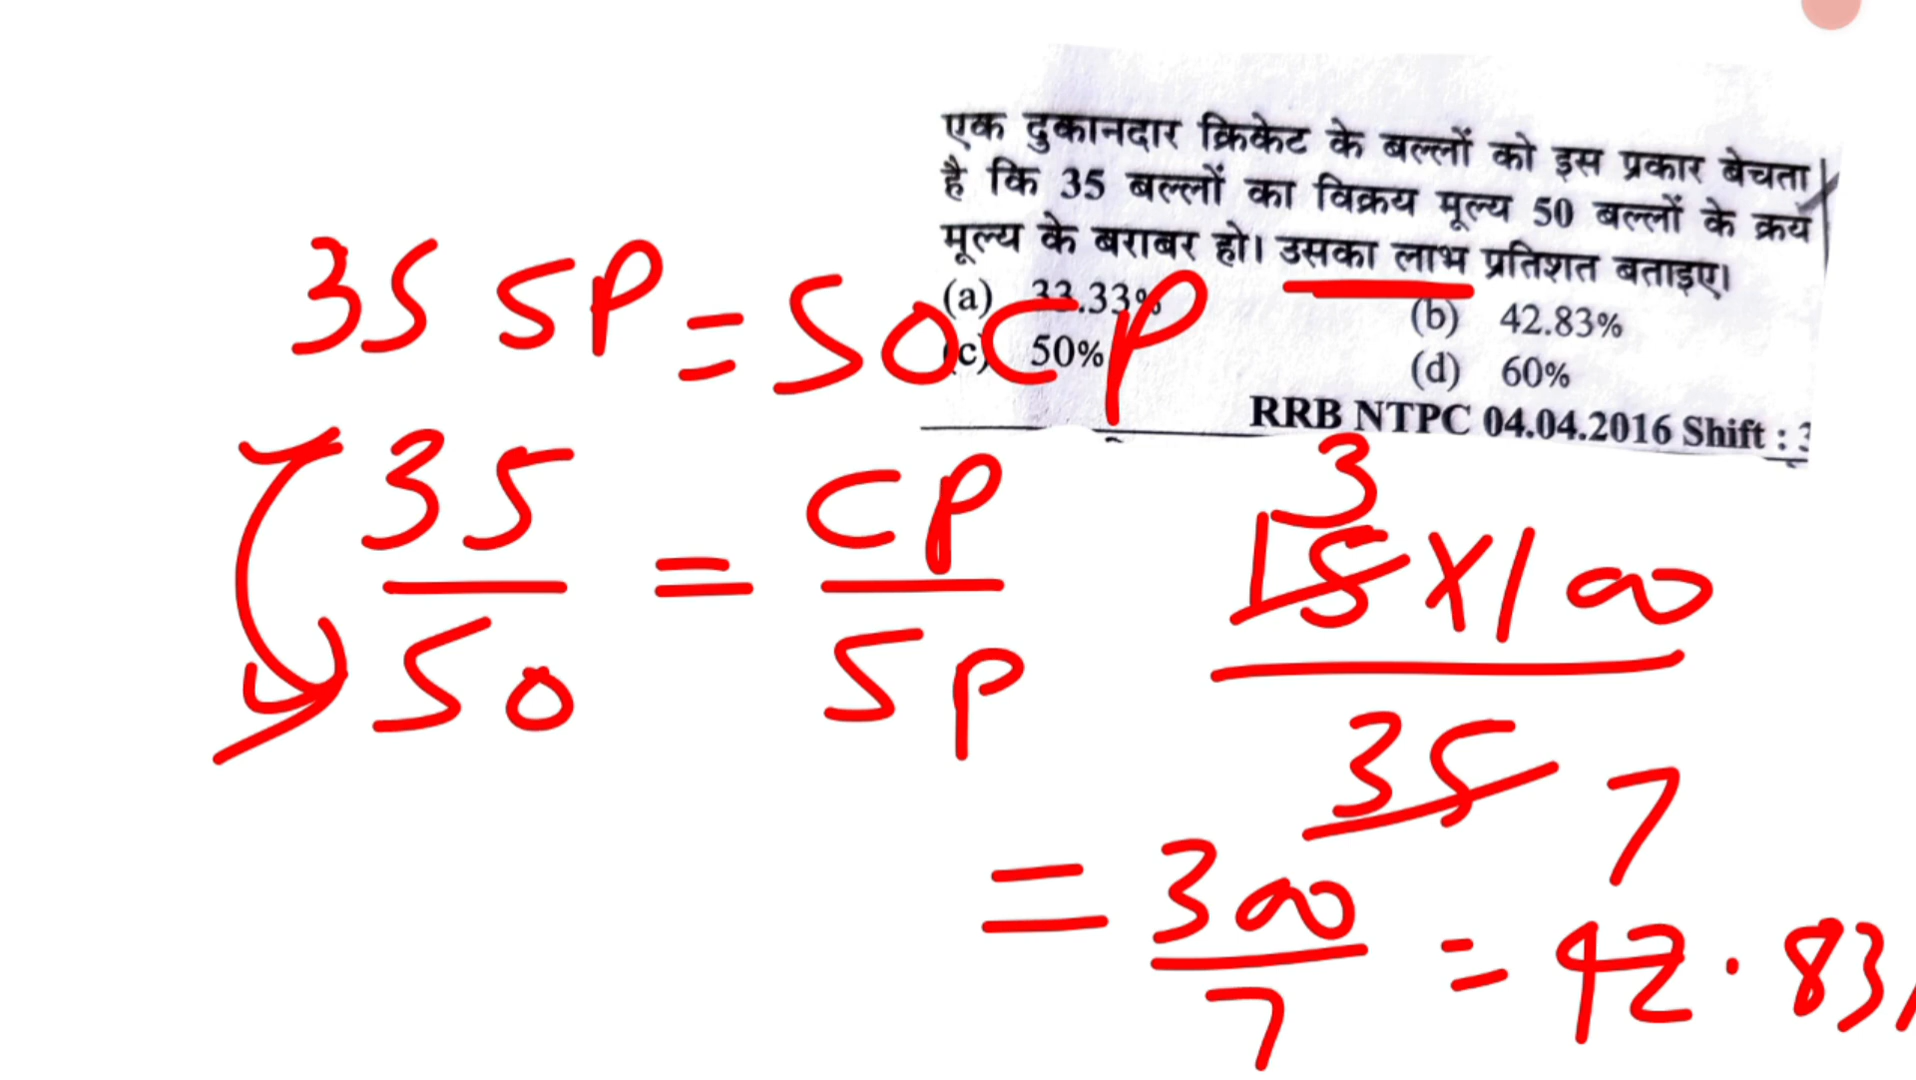 एक दुकानदार क्रिकेट के बल्लों को इस प्रकार बेचता
है कि 35 बल्लों का विक्रय मूल्य 50 बल्लों के क्रय
मूल्य के बराबर हो। उसका लाभ प्रतिशत बताइए।
(a) 33.33% (b) 42.83%
(c) 50% (d) 60%
RRB NTPC 04.04.2016 Shift : 3
35 SP = 50 CP
35/50 = CP/SP
3
15 × 100
35 7
= 300/7 = 42.83%